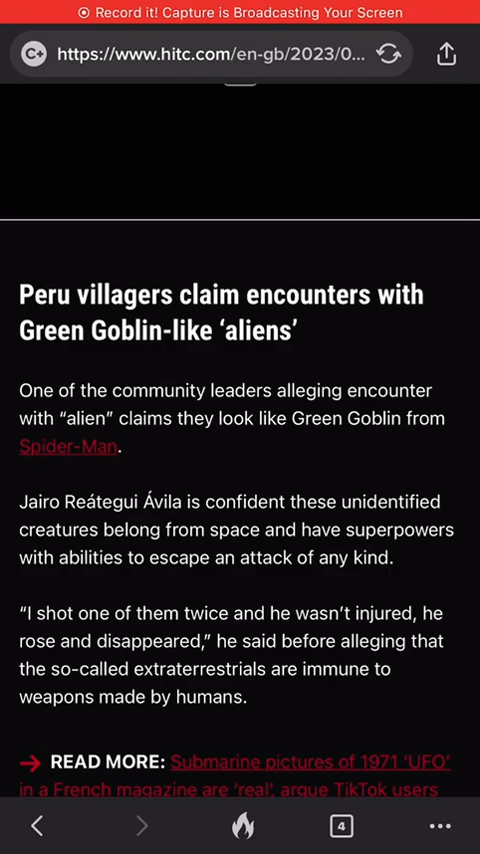 Record it! Capture is Broadcasting Your Screen
C+ https://www.hitc.com/en-gb/2023/0...
Peru villagers claim encounters with
Green Goblin-like ‘aliens’
One of the community leaders alleging encounter
with “alien” claims they look like Green Goblin from
Spider-Man.
Jairo Reátegui Ávila is confident these unidentified
creatures belong from space and have superpowers
with abilities to escape an attack of any kind.
“I shot one of them twice and he wasn’t injured, he
rose and disappeared,” he said before alleging that
the so-called extraterrestrials are immune to
weapons made by humans.
→ READ MORE: Submarine pictures of 1971 ‘UFO’
in a French magazine are ‘real’, argue TikTok users
4